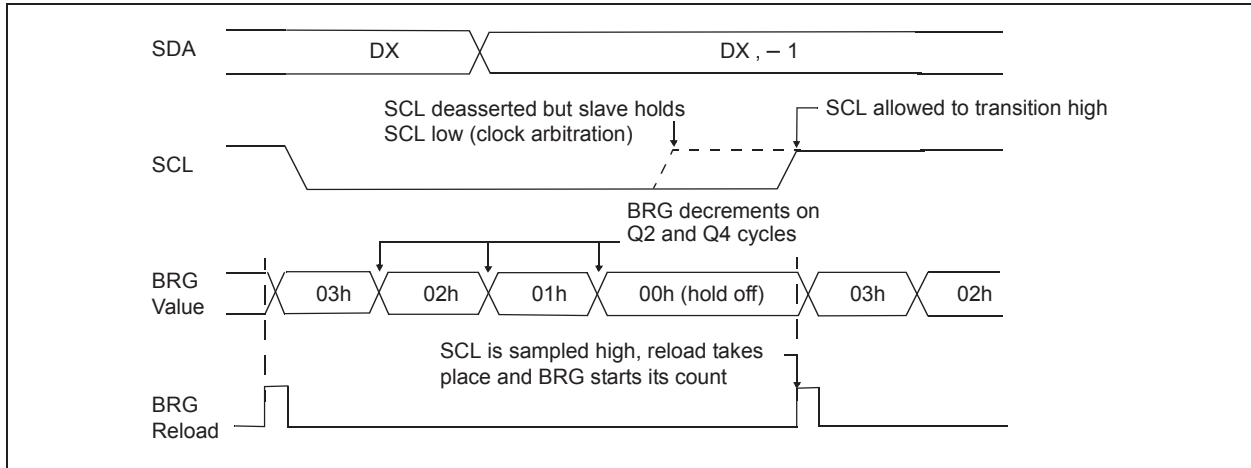 SDA
DX
DX , – 1
SCL deasserted but slave holds
SCL low (clock arbitration)
SCL allowed to transition high
SCL
BRG decrements on
Q2 and Q4 cycles
BRG
Value
03h
02h
01h
00h (hold off)
03h
02h
SCL is sampled high, reload takes
place and BRG starts its count
BRG
Reload